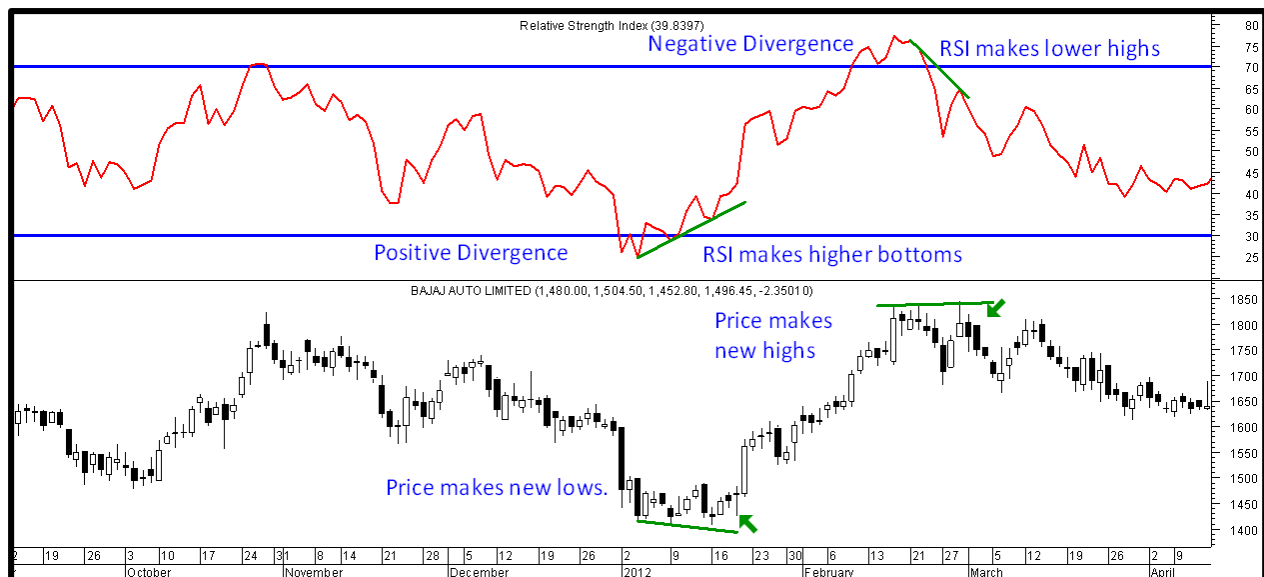 Relative Strength Index (39.8397)
Negative Divergence
RSI makes lower highs
80
75
70
65
60
55
50
45
40
35
30
25
Positive Divergence
RSI makes higher bottoms
BAJAJ AUTO LIMITED (1,480.00, 1,504.50, 1,452.80, 1,496.45, -2.35010)
Price makes
new highs
Price makes new lows.
1850
1800
1750
1700
1650
1600
1550
1500
1450
1400
2 19 26 3 10 17 24 31 8 14 21 28 5 12 19 26 2 9 16 23 30 6 13 21 27 5 12 19 26 2 9
October November December 2012 February March April